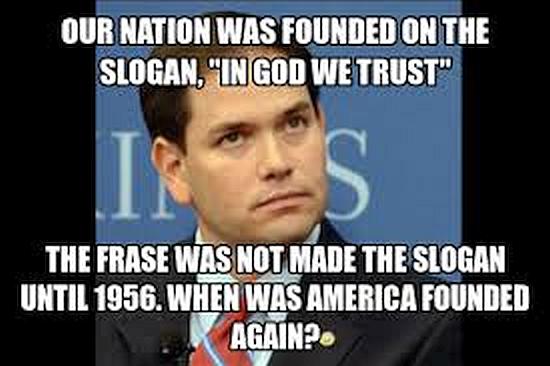 OUR NATION WAS FOUNDED ON THE
SLOGAN, "IN GOD WE TRUST"
THE FRASE WAS NOT MADE THE SLOGAN
UNTIL 1956. WHEN WAS AMERICA FOUNDED
AGAIN?